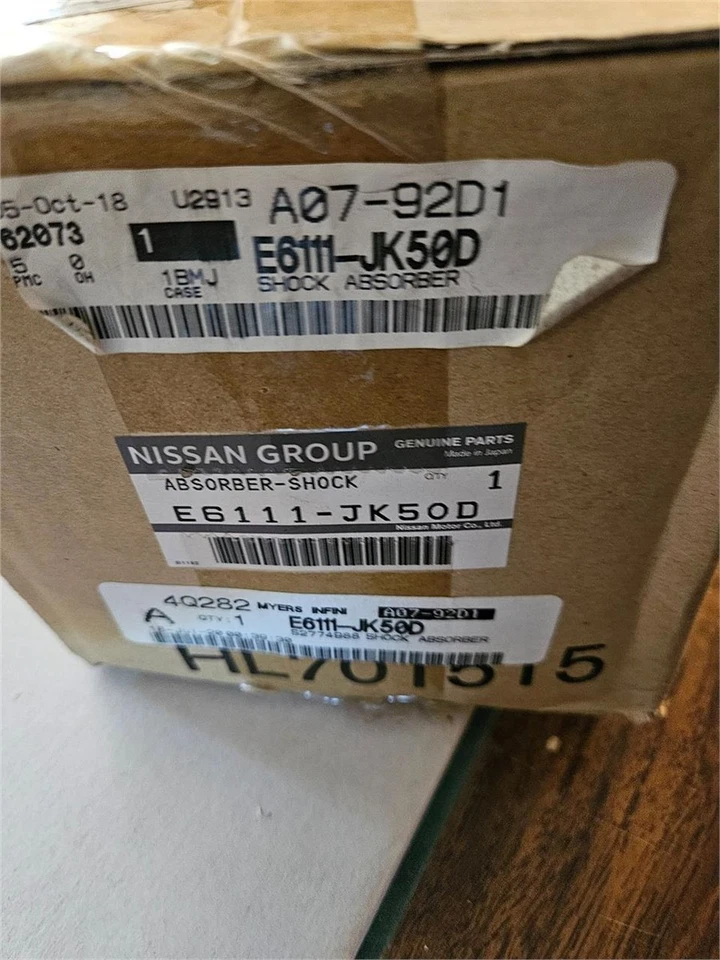 05-Oct-18 U2913 A07-92D1
62073 1 E6111-JK50D
5 0 1BMJ SHOCK ABSORBER
PMC OH CASE
NISSAN GROUP GENUINE PARTS
Made in Japan
ABSORBER-SHOCK QTY 1
E6111-JK50D
Nissan Motor Co., Ltd.
4Q282 MYERS INFINI A07-92D1
A QTY: 1 E6111-JK50D
SHOCK ABSORBER
HL701515